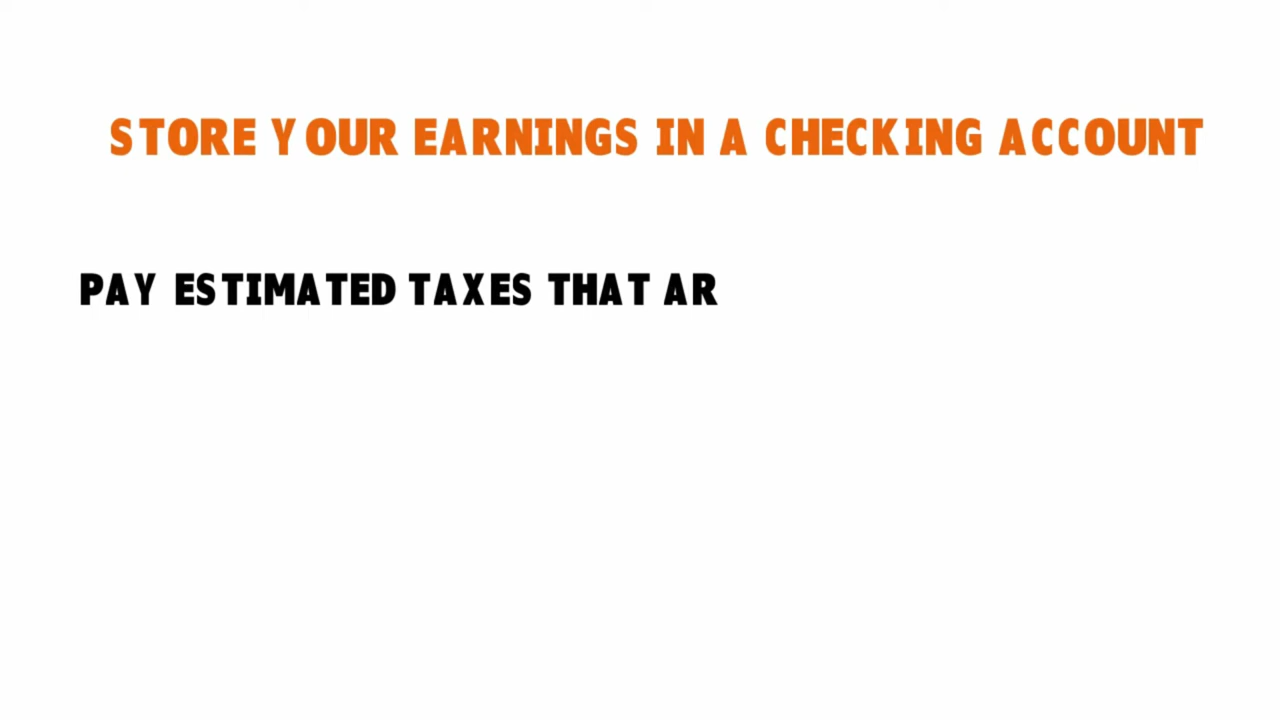 STORE YOUR EARNINGS IN A CHECKING ACCOUNT
PAY ESTIMATED TAXES THAT AR